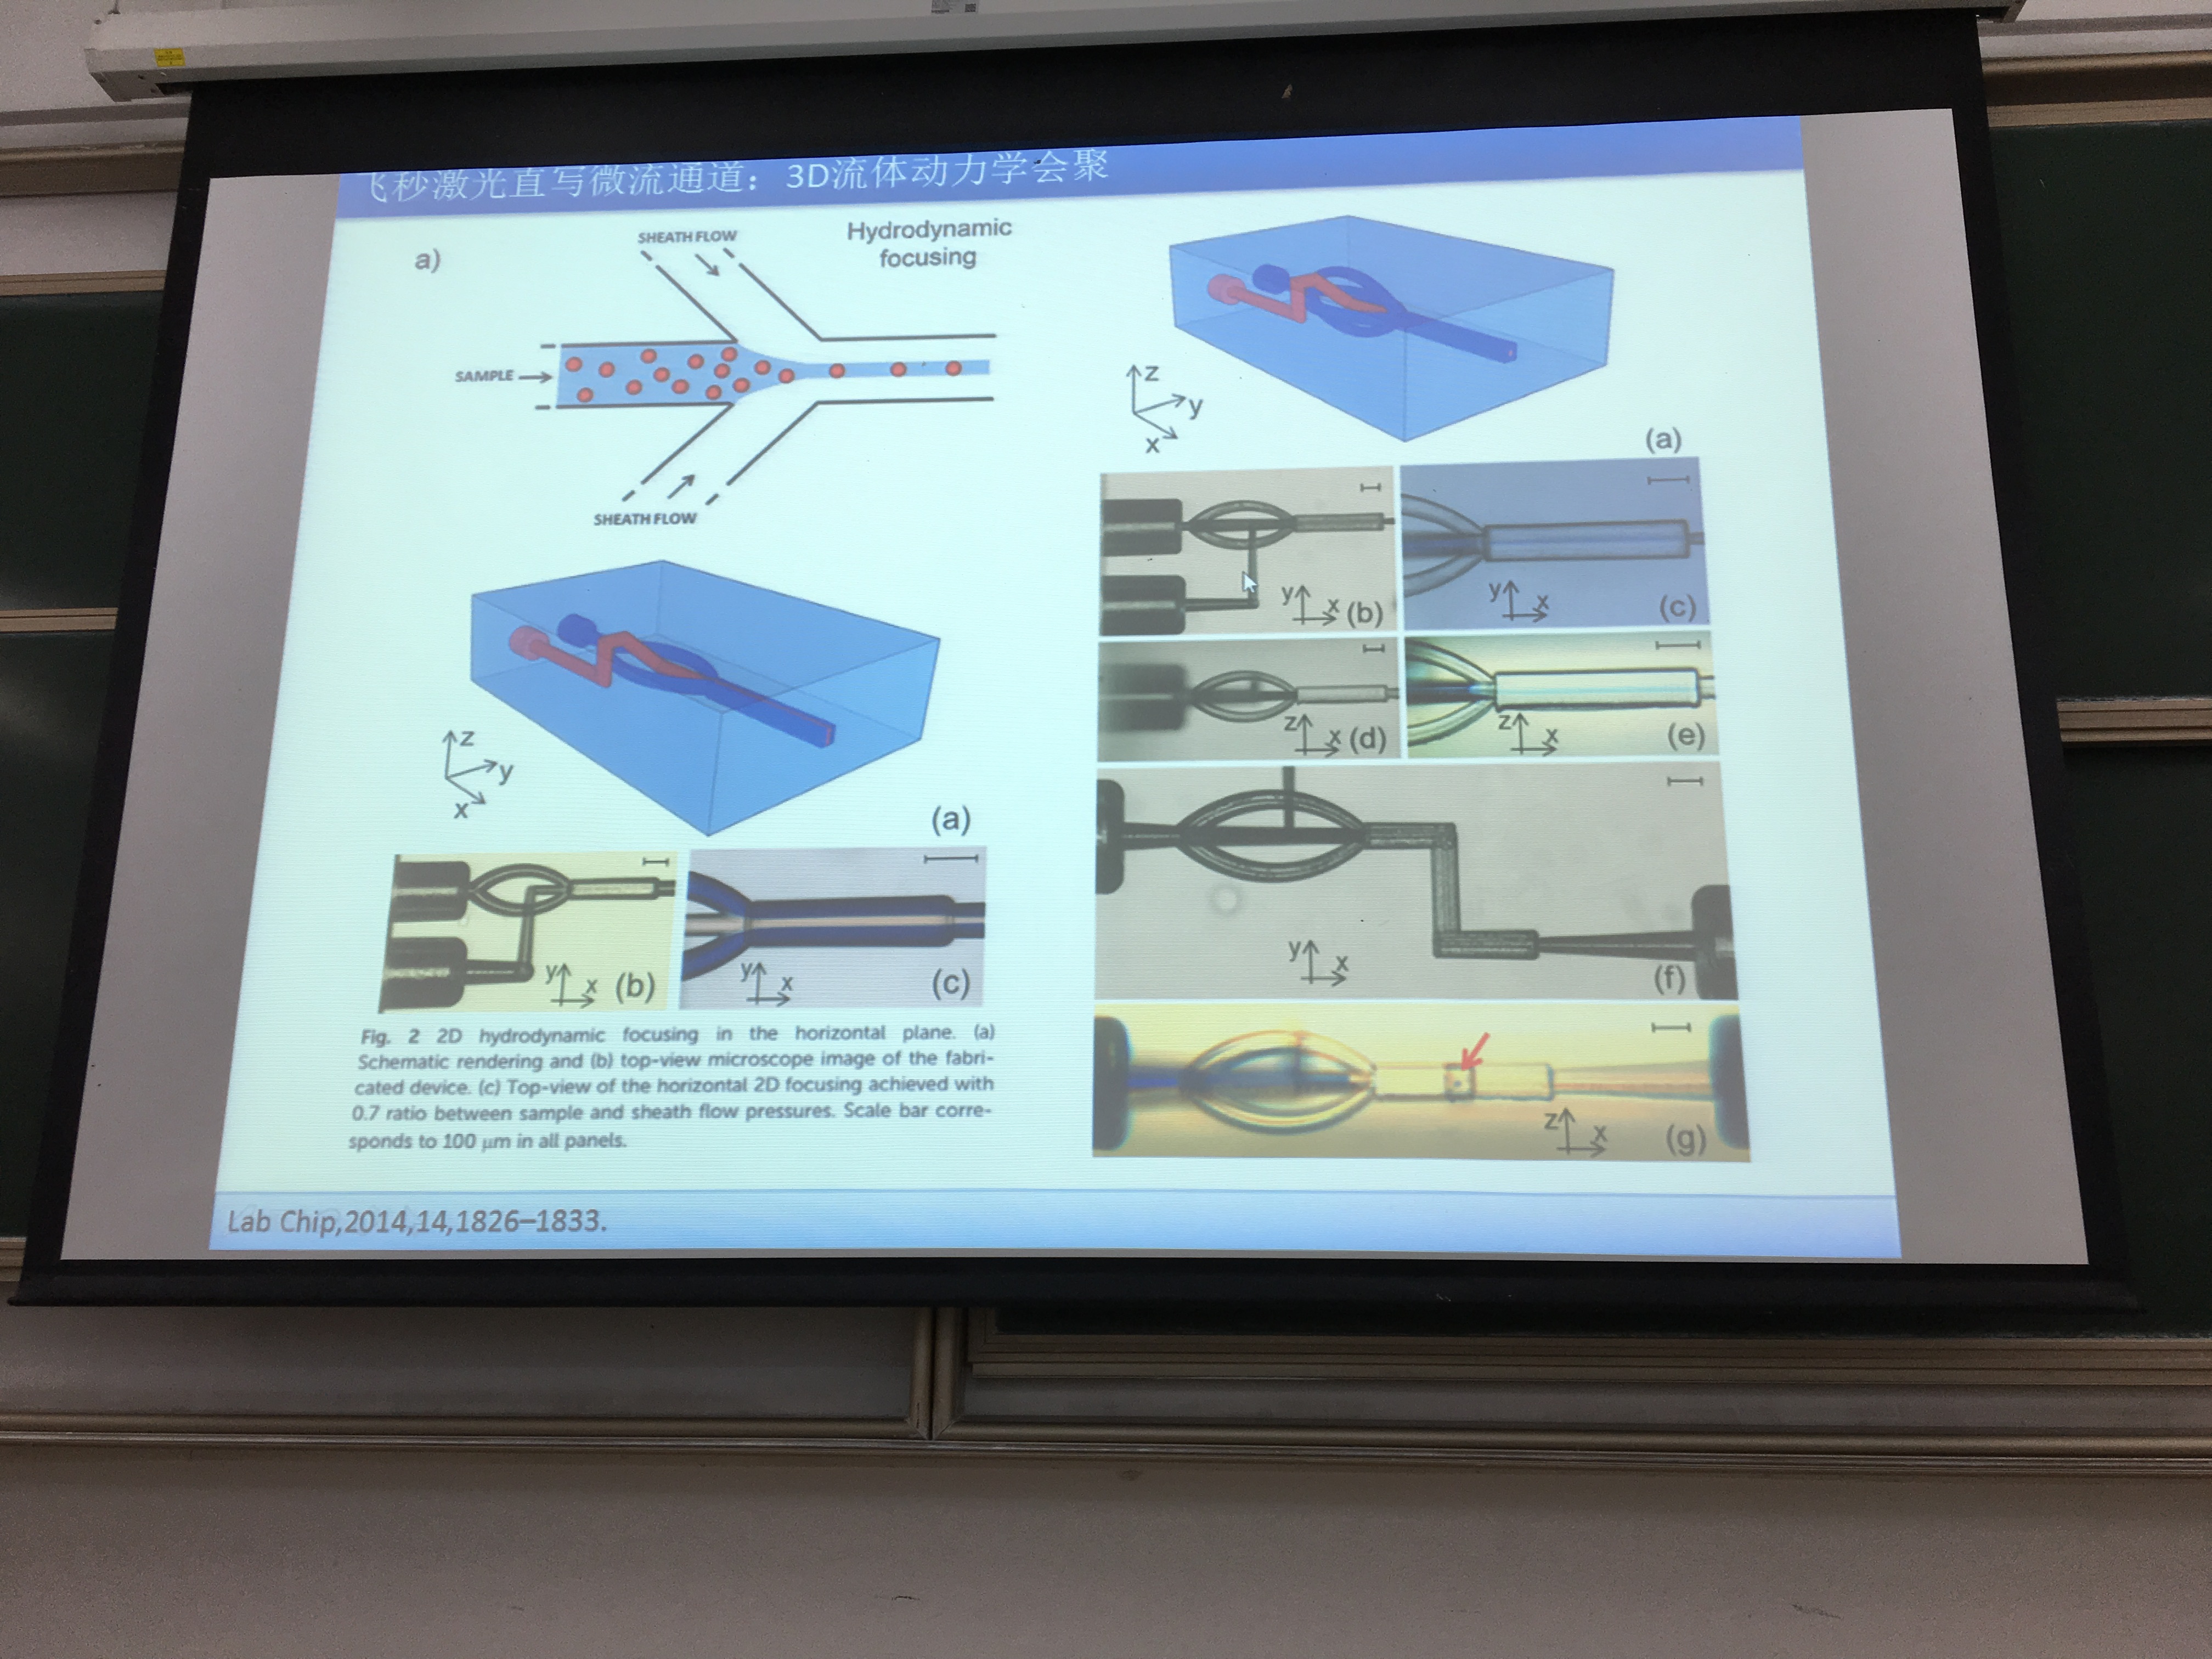 飞秒激光直写微流通道：3D流体动力学会聚
a)
SHEATH FLOW
Hydrodynamic
focusing
SAMPLE
SHEATH FLOW
z
y
x
(a)
y
x
(b)
y
x
(c)
Fig. 2 2D hydrodynamic focusing in the horizontal plane. (a)
Schematic rendering and (b) top-view microscope image of the fabri-
cated device. (c) Top-view of the horizontal 2D focusing achieved with
0.7 ratio between sample and sheath flow pressures. Scale bar corre-
sponds to 100 μm in all panels.
z
y
x
(a)
y
x
(b)
y
x
(c)
z
x
(d)
z
x
(e)
y
x
(f)
z
x
(g)
Lab Chip,2014,14,1826–1833.